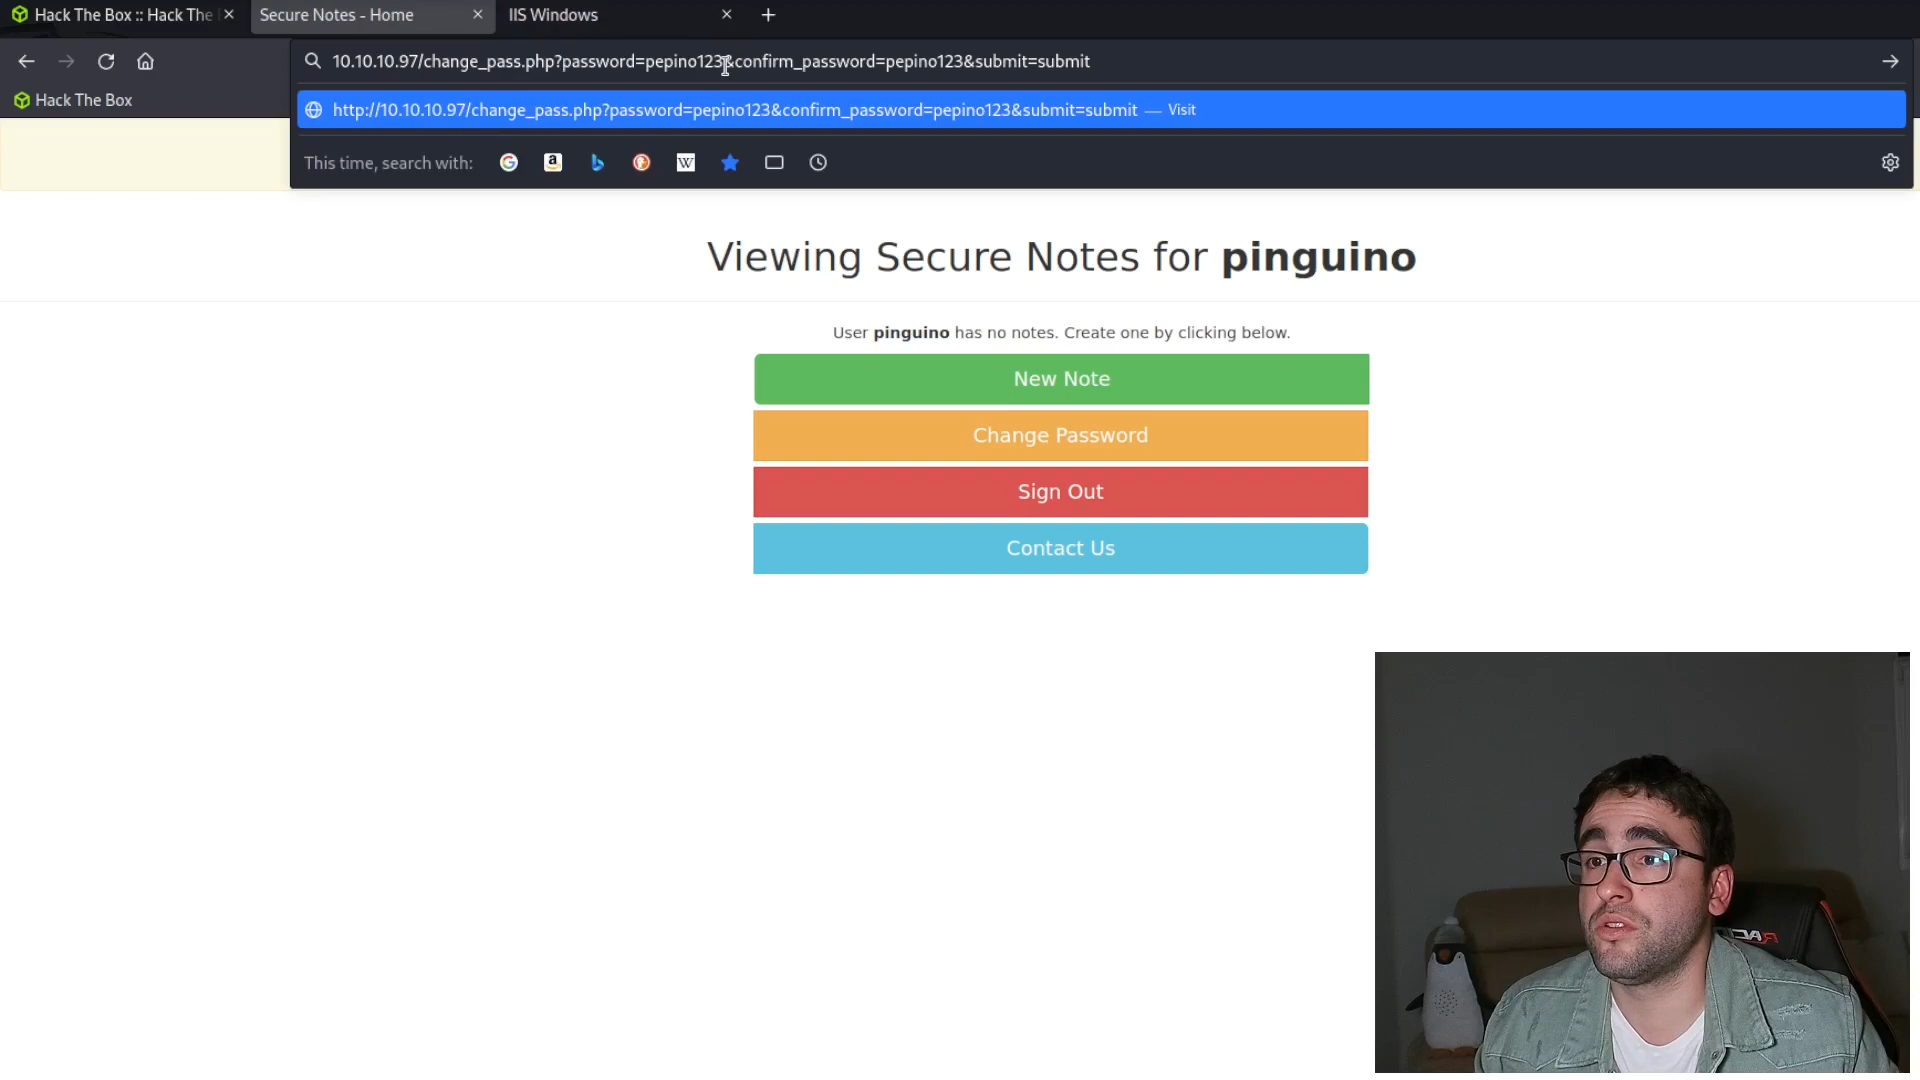 Hack The Box :: Hack The
Secure Notes - Home
IIS Windows
10.10.10.97/change_pass.php?password=pepino123&confirm_password=pepino123&submit=submit
Hack The Box
http://10.10.10.97/change_pass.php?password=pepino123&confirm_password=pepino123&submit=submit — Visit
This time, search with:
Viewing Secure Notes for pinguino
User pinguino has no notes. Create one by clicking below.
New Note
Change Password
Sign Out
Contact Us